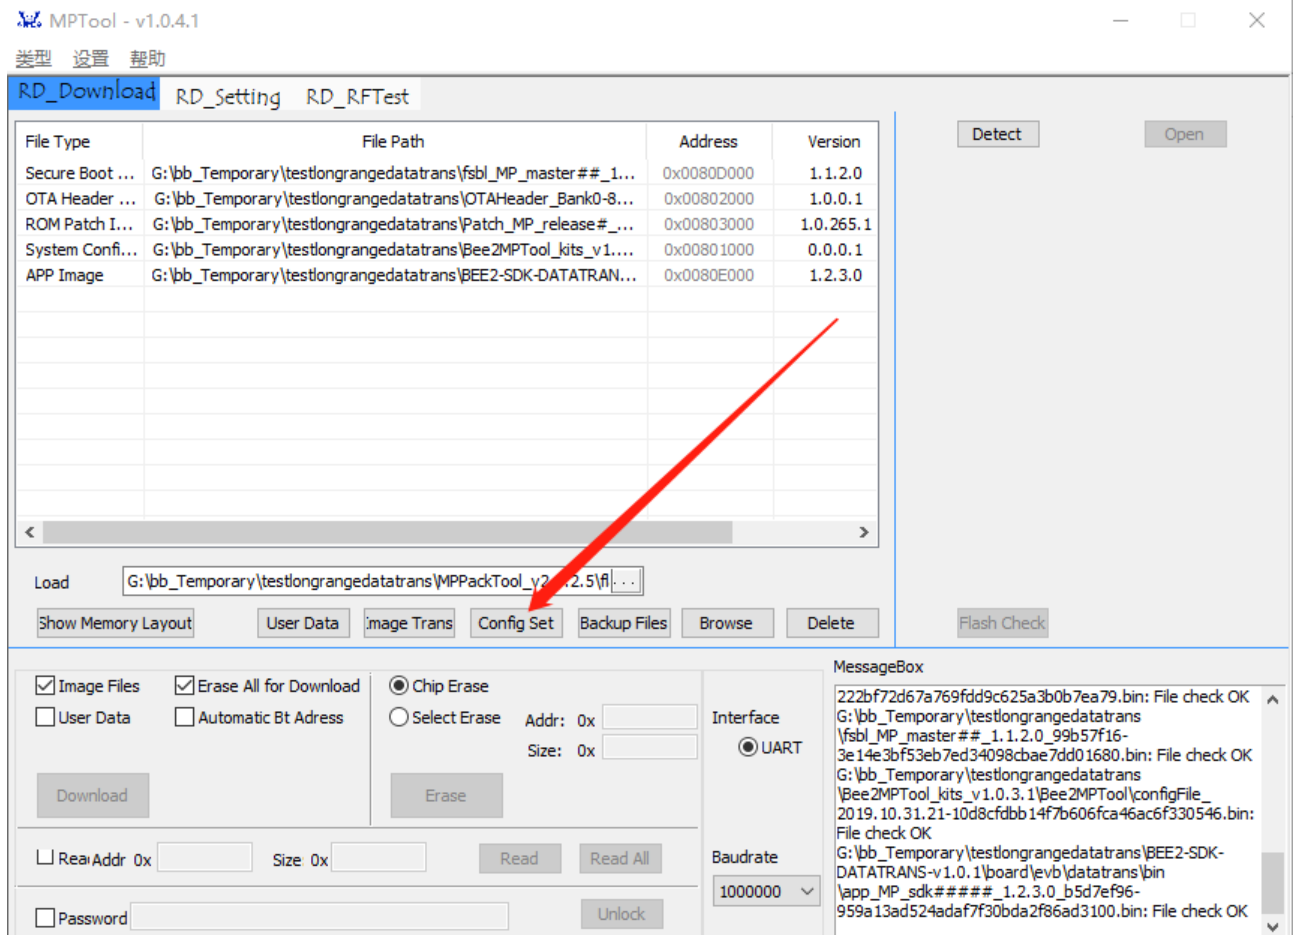 MPTool - v1.0.4.1
类型 设置 帮助
RD_Download RD_Setting RD_RFTest
File Type File Path Address Version
Secure Boot ... G:\bb_Temporary\testlongrangedatatrans\fsbl_MP_master##_1... 0x0080D000 1.1.2.0
OTA Header ... G:\bb_Temporary\testlongrangedatatrans\OTAHeader_Bank0-8... 0x00802000 1.0.0.1
ROM Patch I... G:\bb_Temporary\testlongrangedatatrans\Patch_MP_release#_... 0x00803000 1.0.265.1
System Confi... G:\bb_Temporary\testlongrangedatatrans\Bee2MPTool_kits_v1.... 0x00801000 0.0.0.1
APP Image G:\bb_Temporary\testlongrangedatatrans\BEE2-SDK-DATATRAN... 0x0080E000 1.2.3.0
Detect Open
Load G:\bb_Temporary\testlongrangedatatrans\MPPackTool_v2 .2.5\fl ...
Show Memory Layout User Data Image Trans Config Set Backup Files Browse Delete
Flash Check
Image Files Erase All for Download Chip Erase
User Data Automatic Bt Adress Select Erase Addr: 0x
Size: 0x
Download Erase
Interface
UART
Rea Addr 0x Size 0x Read Read All
Baudrate
1000000
Password Unlock
MessageBox
222bf72d67a769fdd9c625a3b0b7ea79.bin: File check OK
G:\bb_Temporary\testlongrangedatatrans
\fsbl_MP_master##_1.1.2.0_99b57f16-
3e14e3bf53eb7ed34098cbae7dd01680.bin: File check OK
G:\bb_Temporary\testlongrangedatatrans
\Bee2MPTool_kits_v1.0.3.1\Bee2MPTool\configFile_
2019.10.31.21-10d8cfdbb14f7b606fca46ac6f330546.bin:
File check OK
G:\bb_Temporary\testlongrangedatatrans\BEE2-SDK-
DATATRANS-v1.0.1\board\evb\datatrans\bin
\app_MP_sdk#####_1.2.3.0_b5d7ef96-
959a13ad524adaf7f30bda2f86ad3100.bin: File check OK